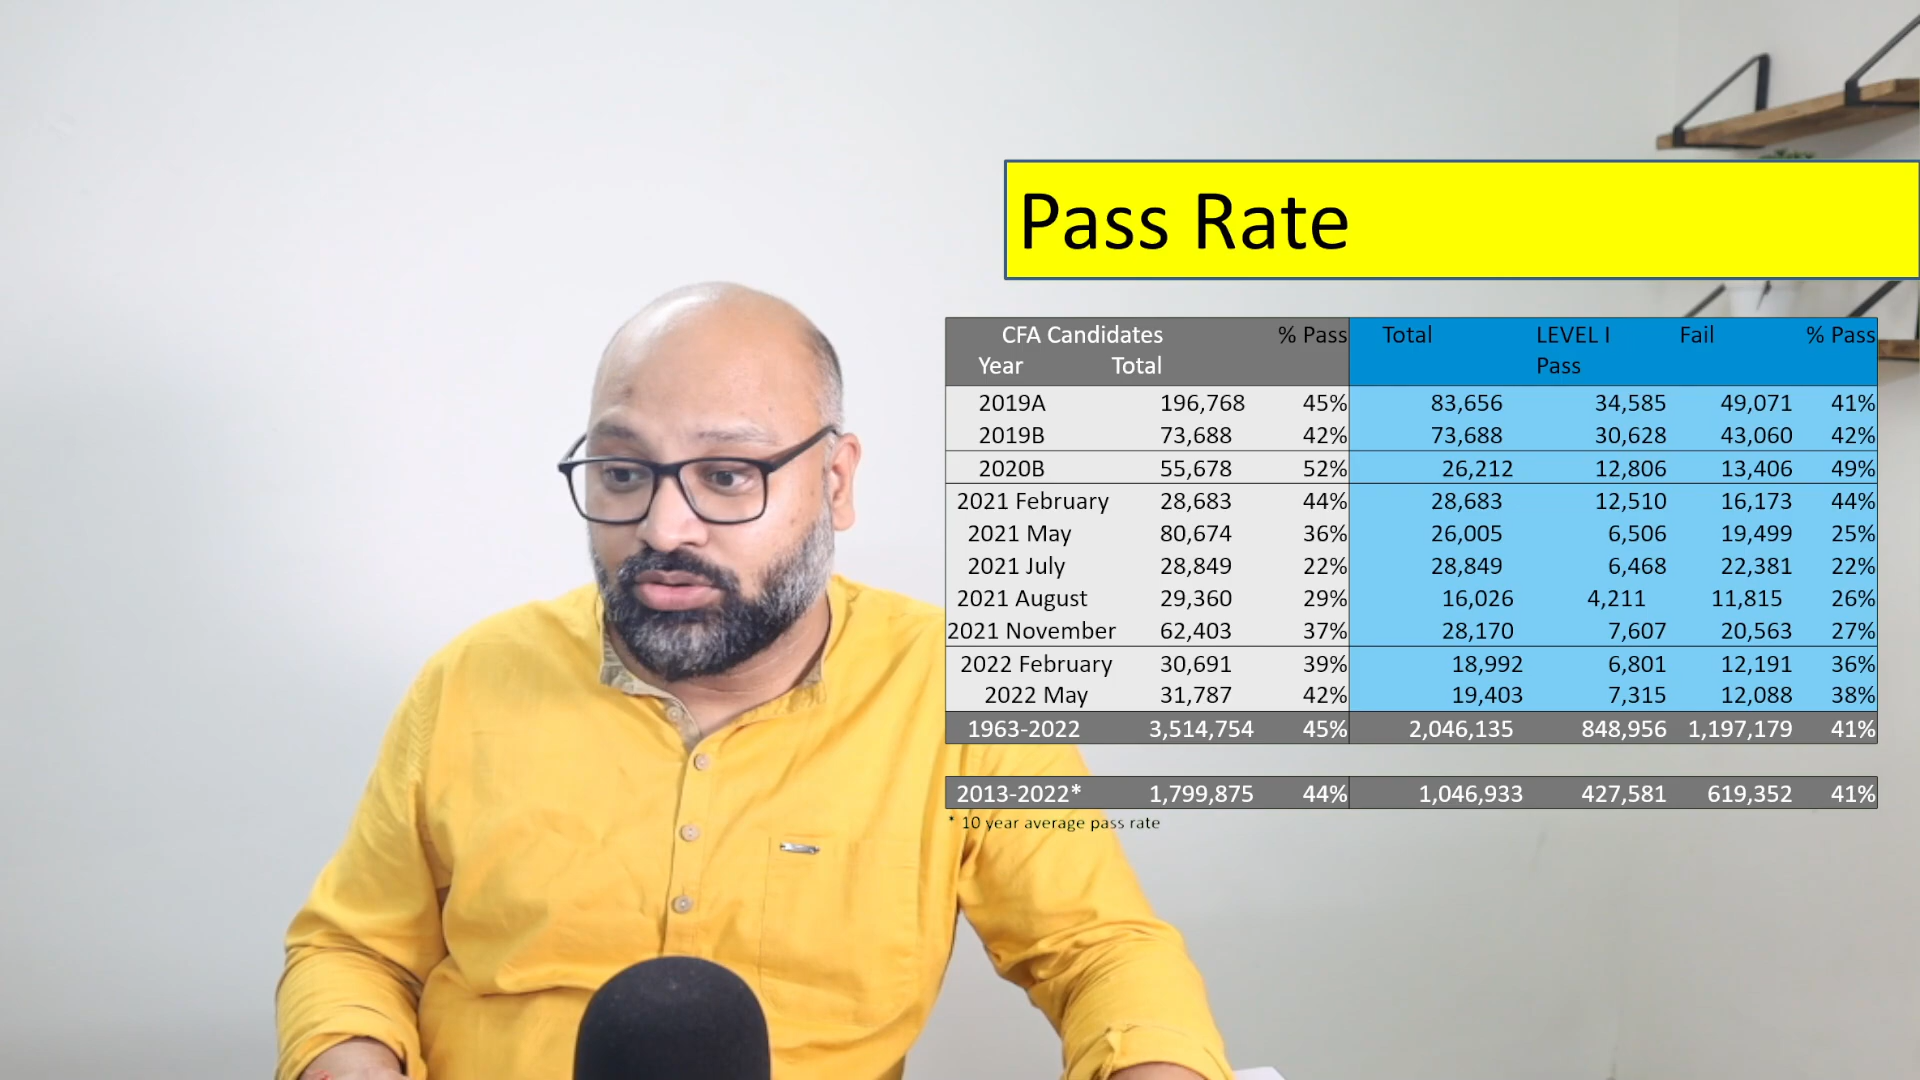 Pass Rate
CFA Candidates % Pass Total LEVEL I Fail % Pass
Year Total Pass
2019A 196,768 45% 83,656 34,585 49,071 41%
2019B 73,688 42% 73,688 30,628 43,060 42%
2020B 55,678 52% 26,212 12,806 13,406 49%
2021 February 28,683 44% 28,683 12,510 16,173 44%
2021 May 80,674 36% 26,005 6,506 19,499 25%
2021 July 28,849 22% 28,849 6,468 22,381 22%
2021 August 29,360 29% 16,026 4,211 11,815 26%
2021 November 62,403 37% 28,170 7,607 20,563 27%
2022 February 30,691 39% 18,992 6,801 12,191 36%
2022 May 31,787 42% 19,403 7,315 12,088 38%
1963-2022 3,514,754 45% 2,046,135 848,956 1,197,179 41%
2013-2022* 1,799,875 44% 1,046,933 427,581 619,352 41%
* 10 year average pass rate